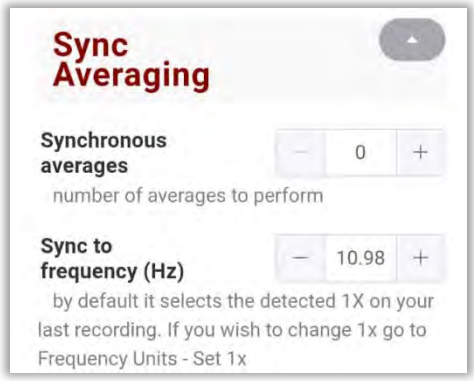 Sync
Averaging
Synchronous
averages
− 0 +
number of averages to perform
Sync to
frequency (Hz)
− 10.98 +
by default it selects the detected 1X on your
last recording. If you wish to change 1x go to
Frequency Units - Set 1x